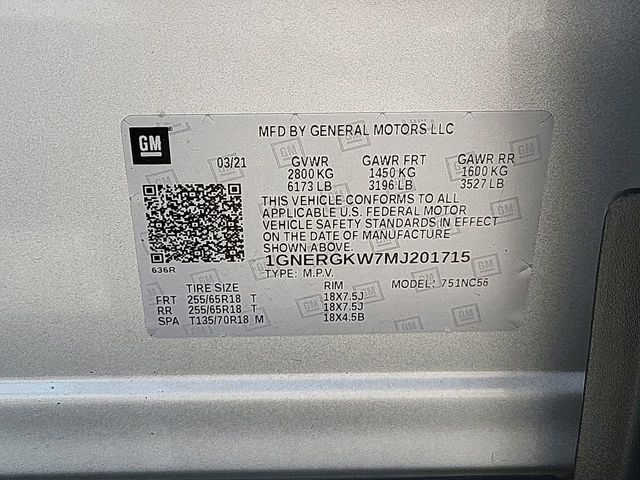 GM MFD BY GENERAL MOTORS LLC
03/21 GVWR GAWR FRT GAWR RR
2800 KG 1450 KG 1600 KG
6173 LB 3196 LB 3527 LB
THIS VEHICLE CONFORMS TO ALL
APPLICABLE U.S. FEDERAL MOTOR
VEHICLE SAFETY STANDARDS IN EFFECT
ON THE DATE OF MANUFACTURE
SHOWN ABOVE.
636R 1GNERGKW7MJ201715
TYPE: M.P.V. MODEL: 751NC56
TIRE SIZE RIM
FRT 255/65R18 T 18X7.5J
RR 255/65R18 T 18X7.5J
SPA T135/70R18 M 18X4.5B